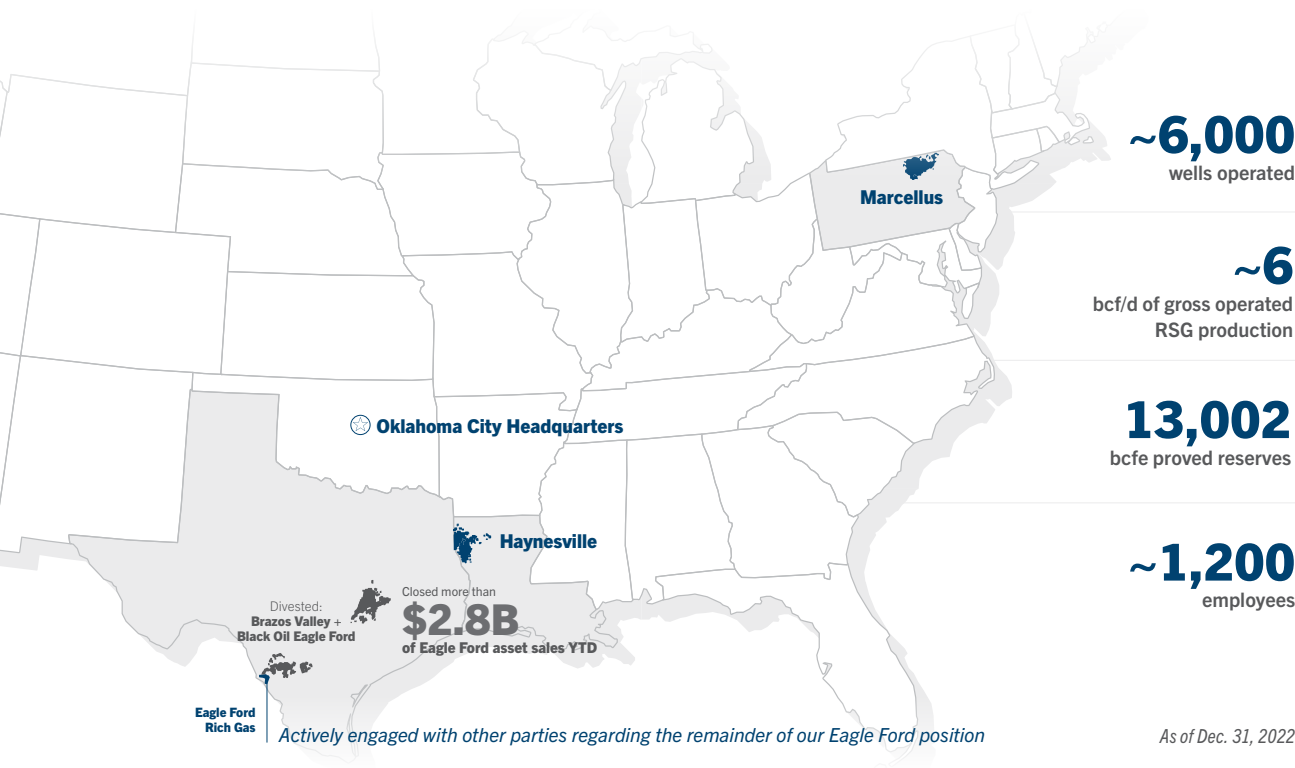 ~6,000
wells operated
Marcellus
~6
bcf/d of gross operated
RSG production
Oklahoma City Headquarters
13,002
bcfe proved reserves
Haynesville
~1,200
employees
Closed more than
$2.8B
of Eagle Ford asset sales YTD
Divested:
Brazos Valley +
Black Oil Eagle Ford
Eagle Ford
Rich Gas
Actively engaged with other parties regarding the remainder of our Eagle Ford position
As of Dec. 31, 2022